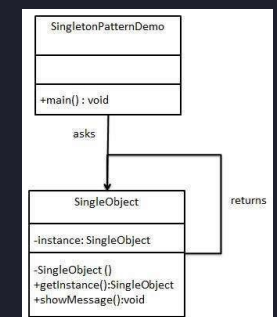 SingletonPatternDemo
+main() : void
asks
SingleObject
returns
-instance: SingleObject
-SingleObject ()
+getInstance():SingleObject
+showMessage():void